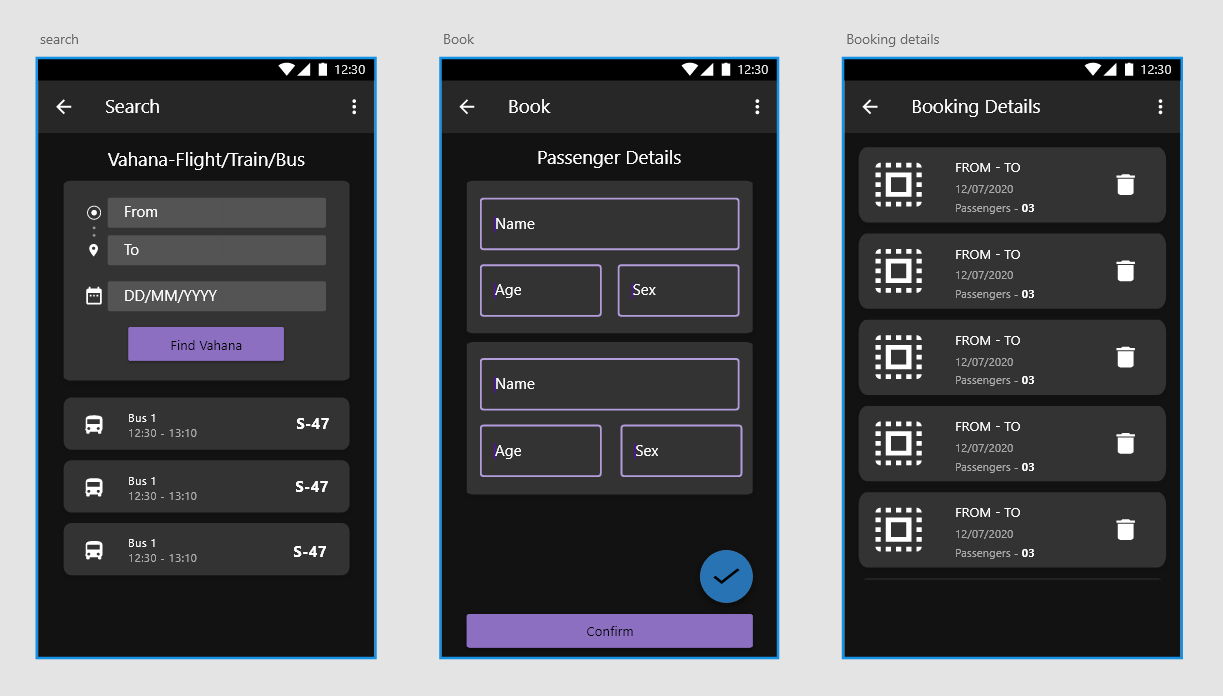 search
12:30
Search
Vahana-Flight/Train/Bus
From
To
DD/MM/YYYY
Find Vahana
Bus 1
12:30 - 13:10
S-47
Bus 1
12:30 - 13:10
S-47
Bus 1
12:30 - 13:10
S-47
Book
12:30
Book
Passenger Details
Name
Age
Sex
Name
Age
Sex
Confirm
Booking details
12:30
Booking Details
FROM - TO
12/07/2020
Passengers - 03
FROM - TO
12/07/2020
Passengers - 03
FROM - TO
12/07/2020
Passengers - 03
FROM - TO
12/07/2020
Passengers - 03
FROM - TO
12/07/2020
Passengers - 03